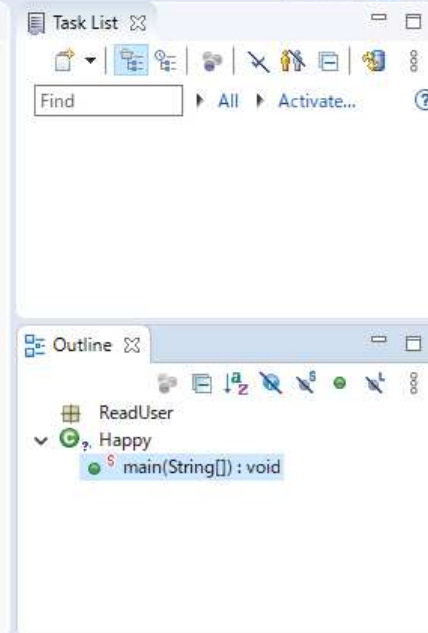 Task List
Find
All
Activate...
Outline
ReadUser
Happy
main(String[]) : void